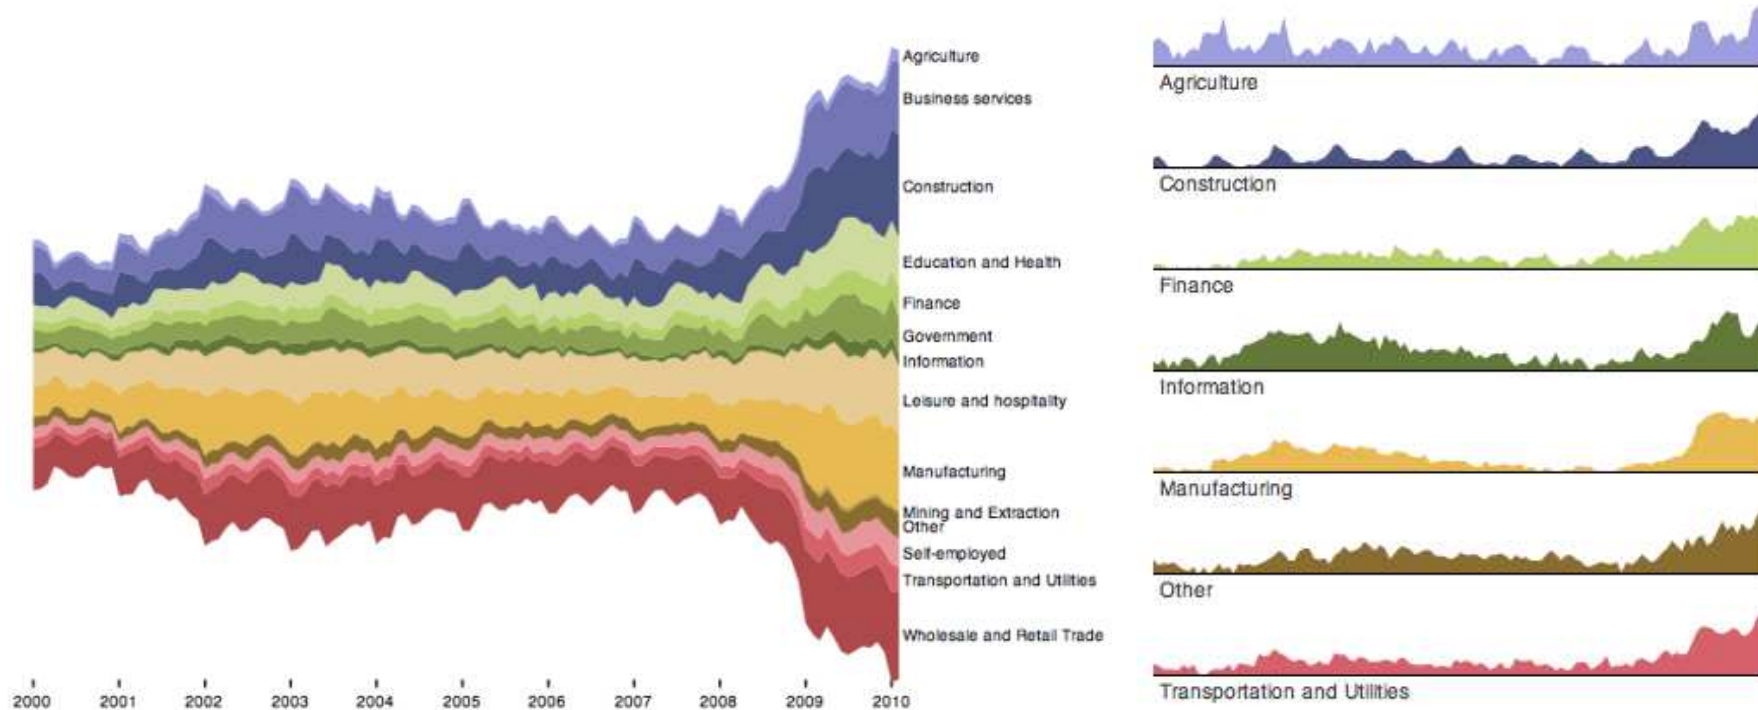 Agriculture
Business services
Construction
Education and Health
Finance
Government
Information
Leisure and hospitality
Manufacturing
Mining and Extraction
Other
Self-employed
Transportation and Utilities
Wholesale and Retail Trade
2000 2001 2002 2003 2004 2005 2006 2007 2008 2009 2010
Agriculture
Construction
Finance
Information
Manufacturing
Other
Transportation and Utilities